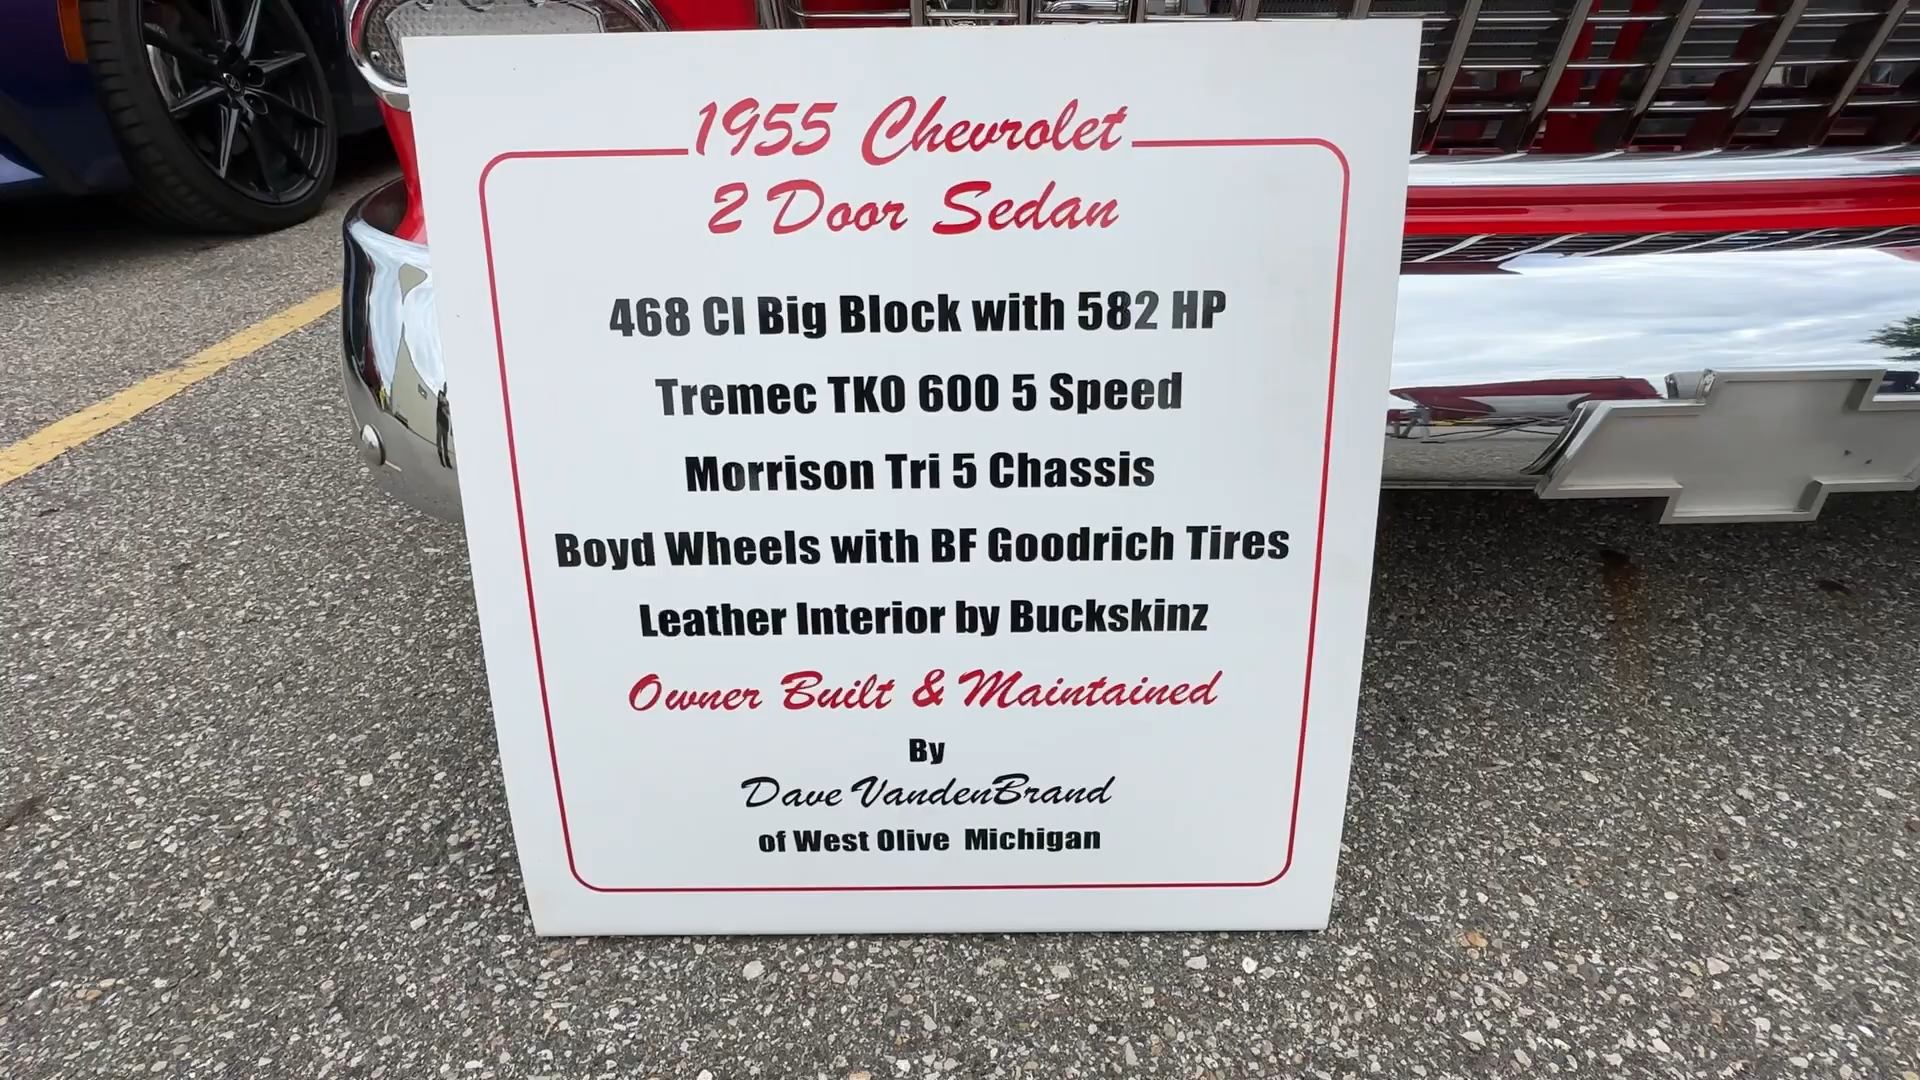 1955 Chevrolet
2 Door Sedan
468 CI Big Block with 582 HP
Tremec TKO 600 5 Speed
Morrison Tri 5 Chassis
Boyd Wheels with BF Goodrich Tires
Leather Interior by Buckskinz
Owner Built & Maintained
By
Dave VandenBrand
of West Olive Michigan